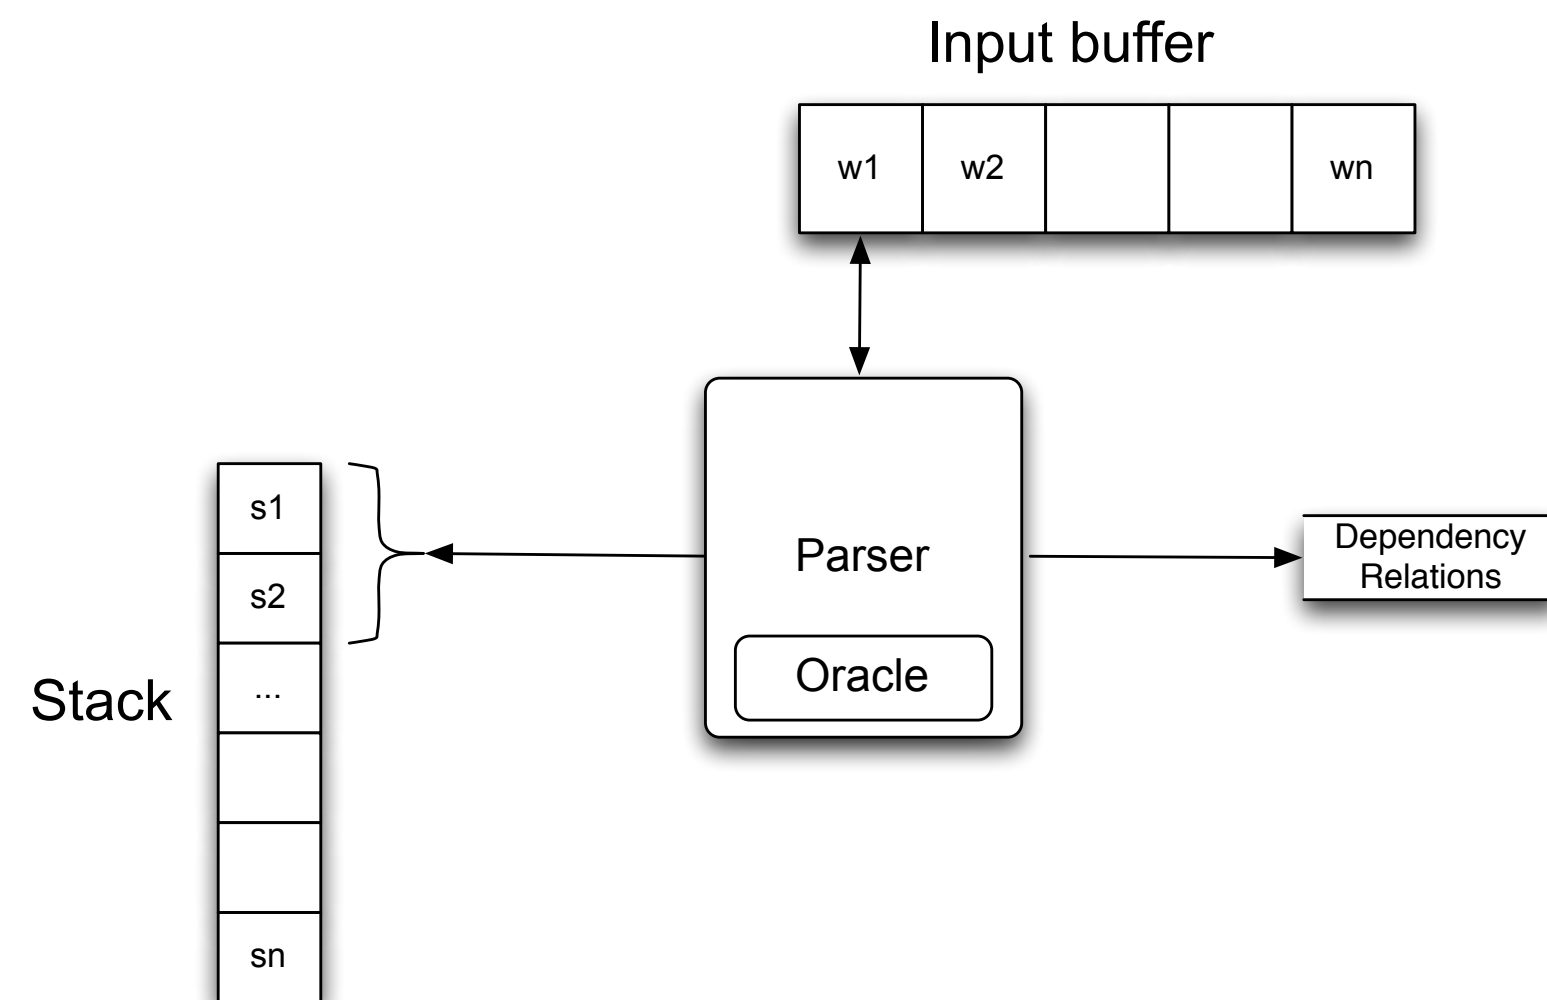 Input buffer
w1 w2 wn
s1
s2
...
sn
Stack
Parser
Oracle
Dependency
Relations